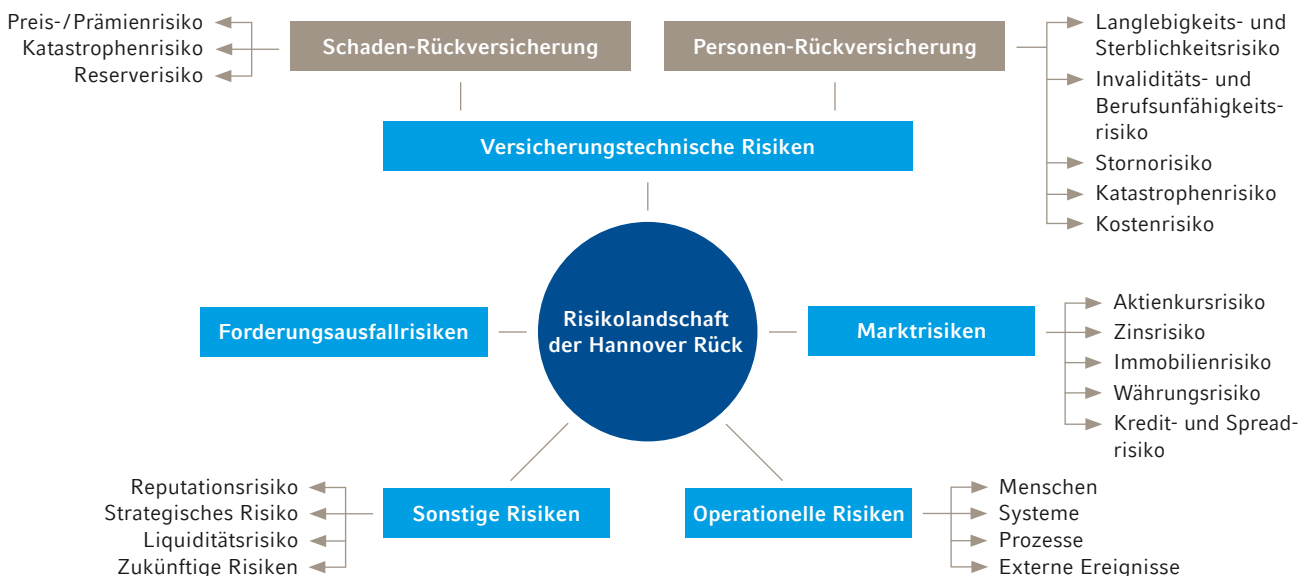 Preis-/Prämienrisiko
Katastrophenrisiko
Reserverisiko
Schaden-Rückversicherung
Personen-Rückversicherung
Langlebigkeits- und
Sterblichkeitsrisiko
Invaliditäts- und
Berufsunfähigkeits-
risiko
Stornorisiko
Katastrophenrisiko
Kostenrisiko
Versicherungstechnische Risiken
Forderungsausfallrisiken
Risikolandschaft
der Hannover Rück
Marktrisiken
Aktienkursrisiko
Zinsrisiko
Immobilienrisiko
Währungsrisiko
Kredit- und Spread-
risiko
Reputationsrisiko
Strategisches Risiko
Liquiditätsrisiko
Zukünftige Risiken
Sonstige Risiken
Operationelle Risiken
Menschen
Systeme
Prozesse
Externe Ereignisse